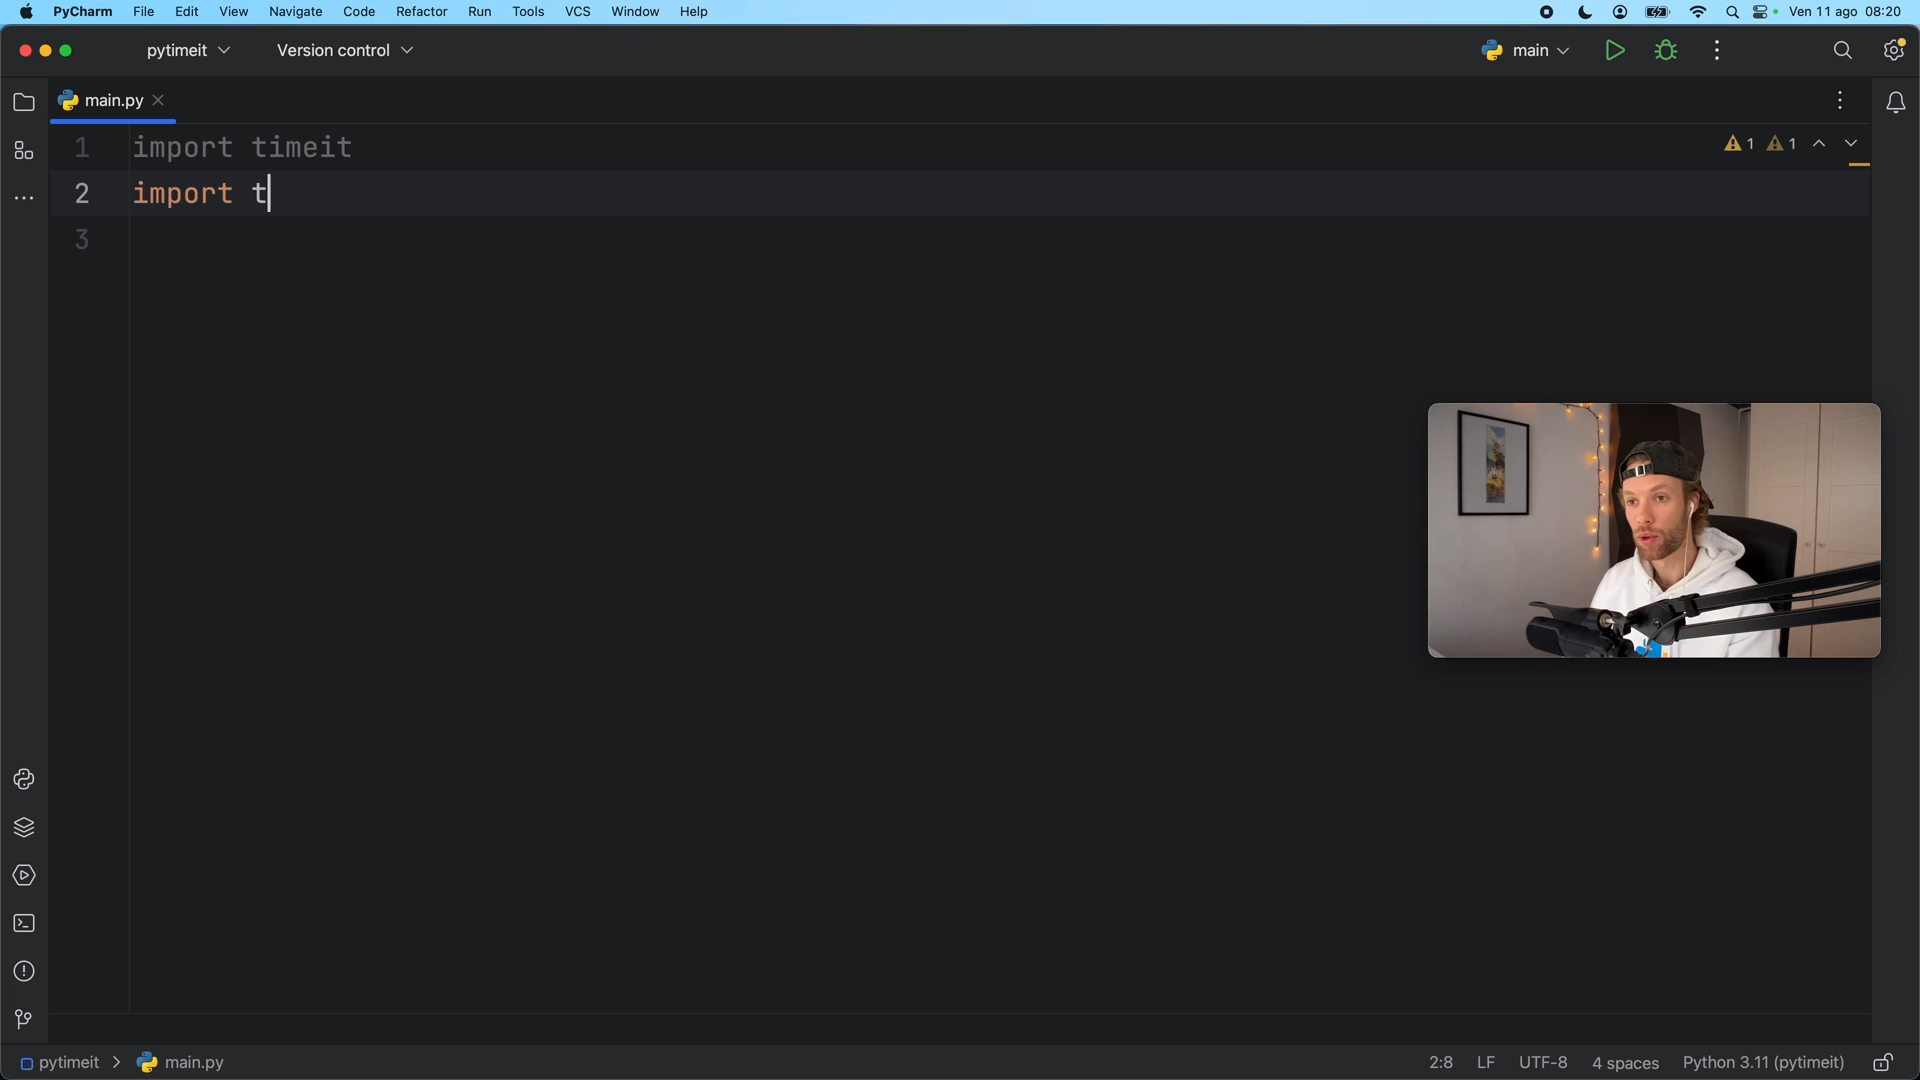 PyCharm File Edit View Navigate Code Refactor Run Tools VCS Window Help Ven 11 ago 08:20
pytimeit Version control main
main.py
1 import timeit 1 1
2 import t
3
pytimeit main.py 2:8 LF UTF-8 4 spaces Python 3.11 (pytimeit)